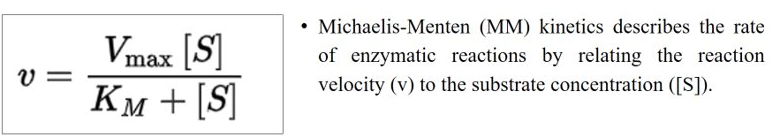 v = Vmax [S] / KM + [S]
• Michaelis-Menten (MM) kinetics describes the rate
of enzymatic reactions by relating the reaction
velocity (v) to the substrate concentration ([S]).